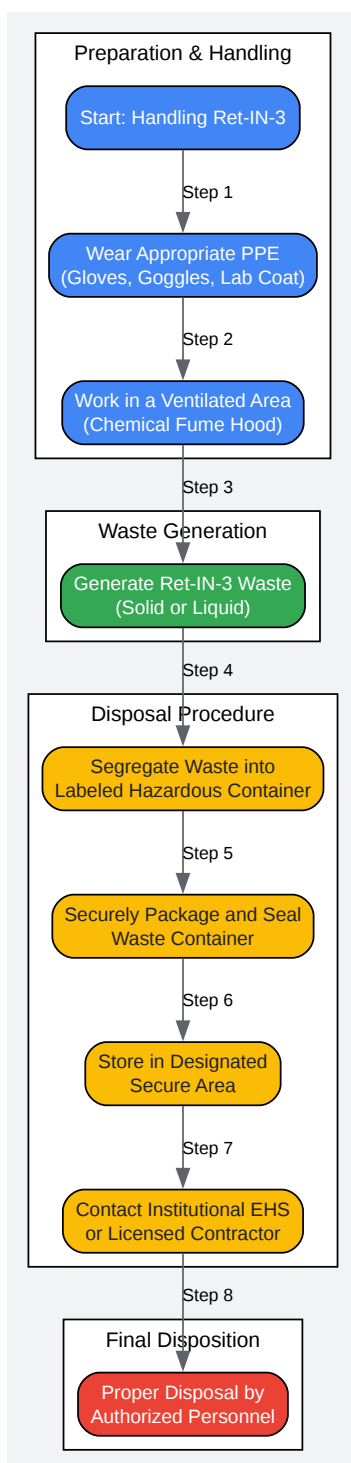 Preparation & Handling
Start: Handling Ret-IN-3
Step 1
Wear Appropriate PPE
(Gloves, Goggles, Lab Coat)
Step 2
Work in a Ventilated Area
(Chemical Fume Hood)
Step 3
Waste Generation
Generate Ret-IN-3 Waste
(Solid or Liquid)
Step 4
Disposal Procedure
Segregate Waste into
Labeled Hazardous Container
Step 5
Securely Package and Seal
Waste Container
Step 6
Store in Designated
Secure Area
Step 7
Contact Institutional EHS
or Licensed Contractor
Step 8
Final Disposition
Proper Disposal by
Authorized Personnel